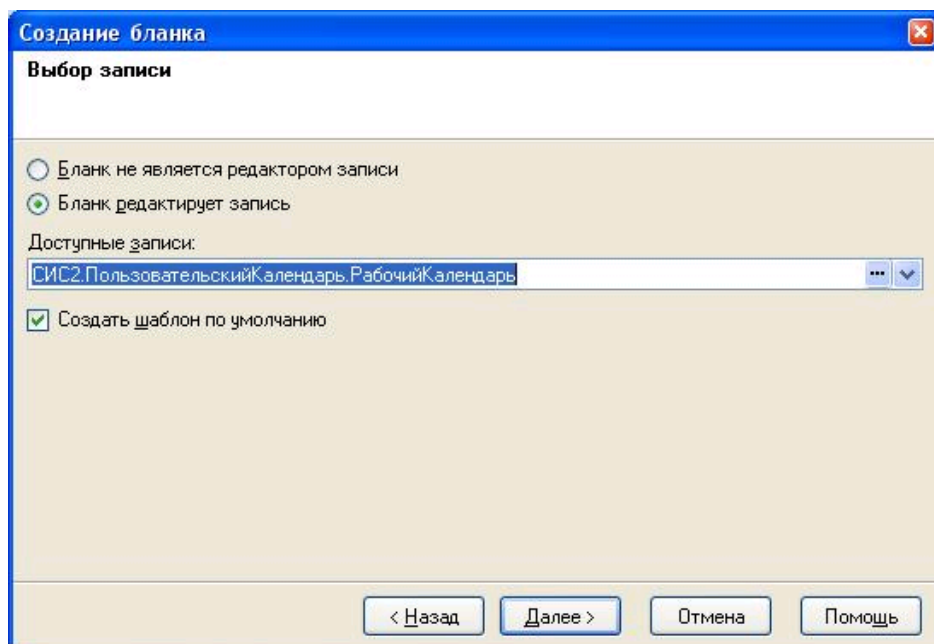 Создание бланка
Выбор записи
Бланк не является редактором записи
Бланк редактирует запись
Доступные записи:
СИС2.ПользовательскийКалендарь.РабочийКалендарь
...
Создать шаблон по умолчанию
< Назад Далее > Отмена Помощь